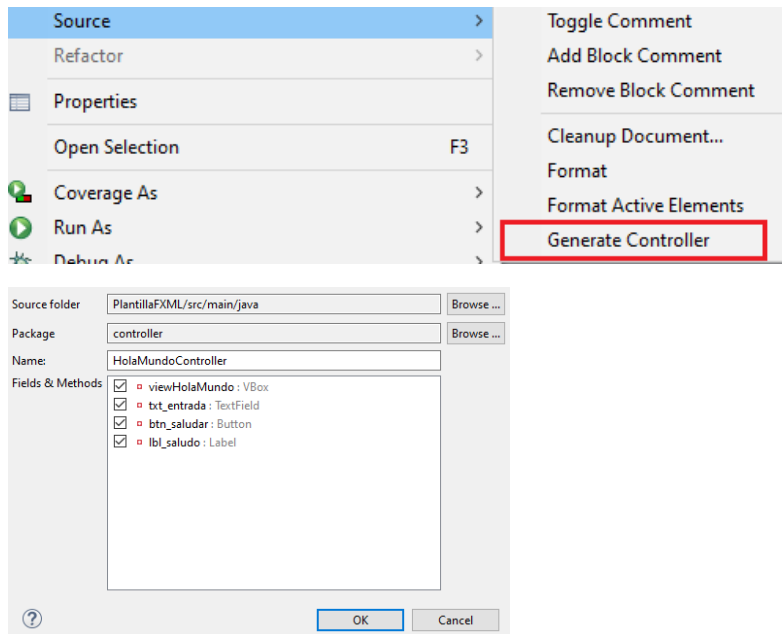 Source
Refactor
Properties
Open Selection F3
Coverage As
Run As
Debug As
Toggle Comment
Add Block Comment
Remove Block Comment
Cleanup Document...
Format
Format Active Elements
Generate Controller
Source folder PlantillaFXML/src/main/java Browse ...
Package controller Browse ...
Name: HolaMundoController
Fields & Methods viewHolaMundo : VBox
txt_entrada : TextField
btn_saludar : Button
lbl_saludo : Label
? OK Cancel